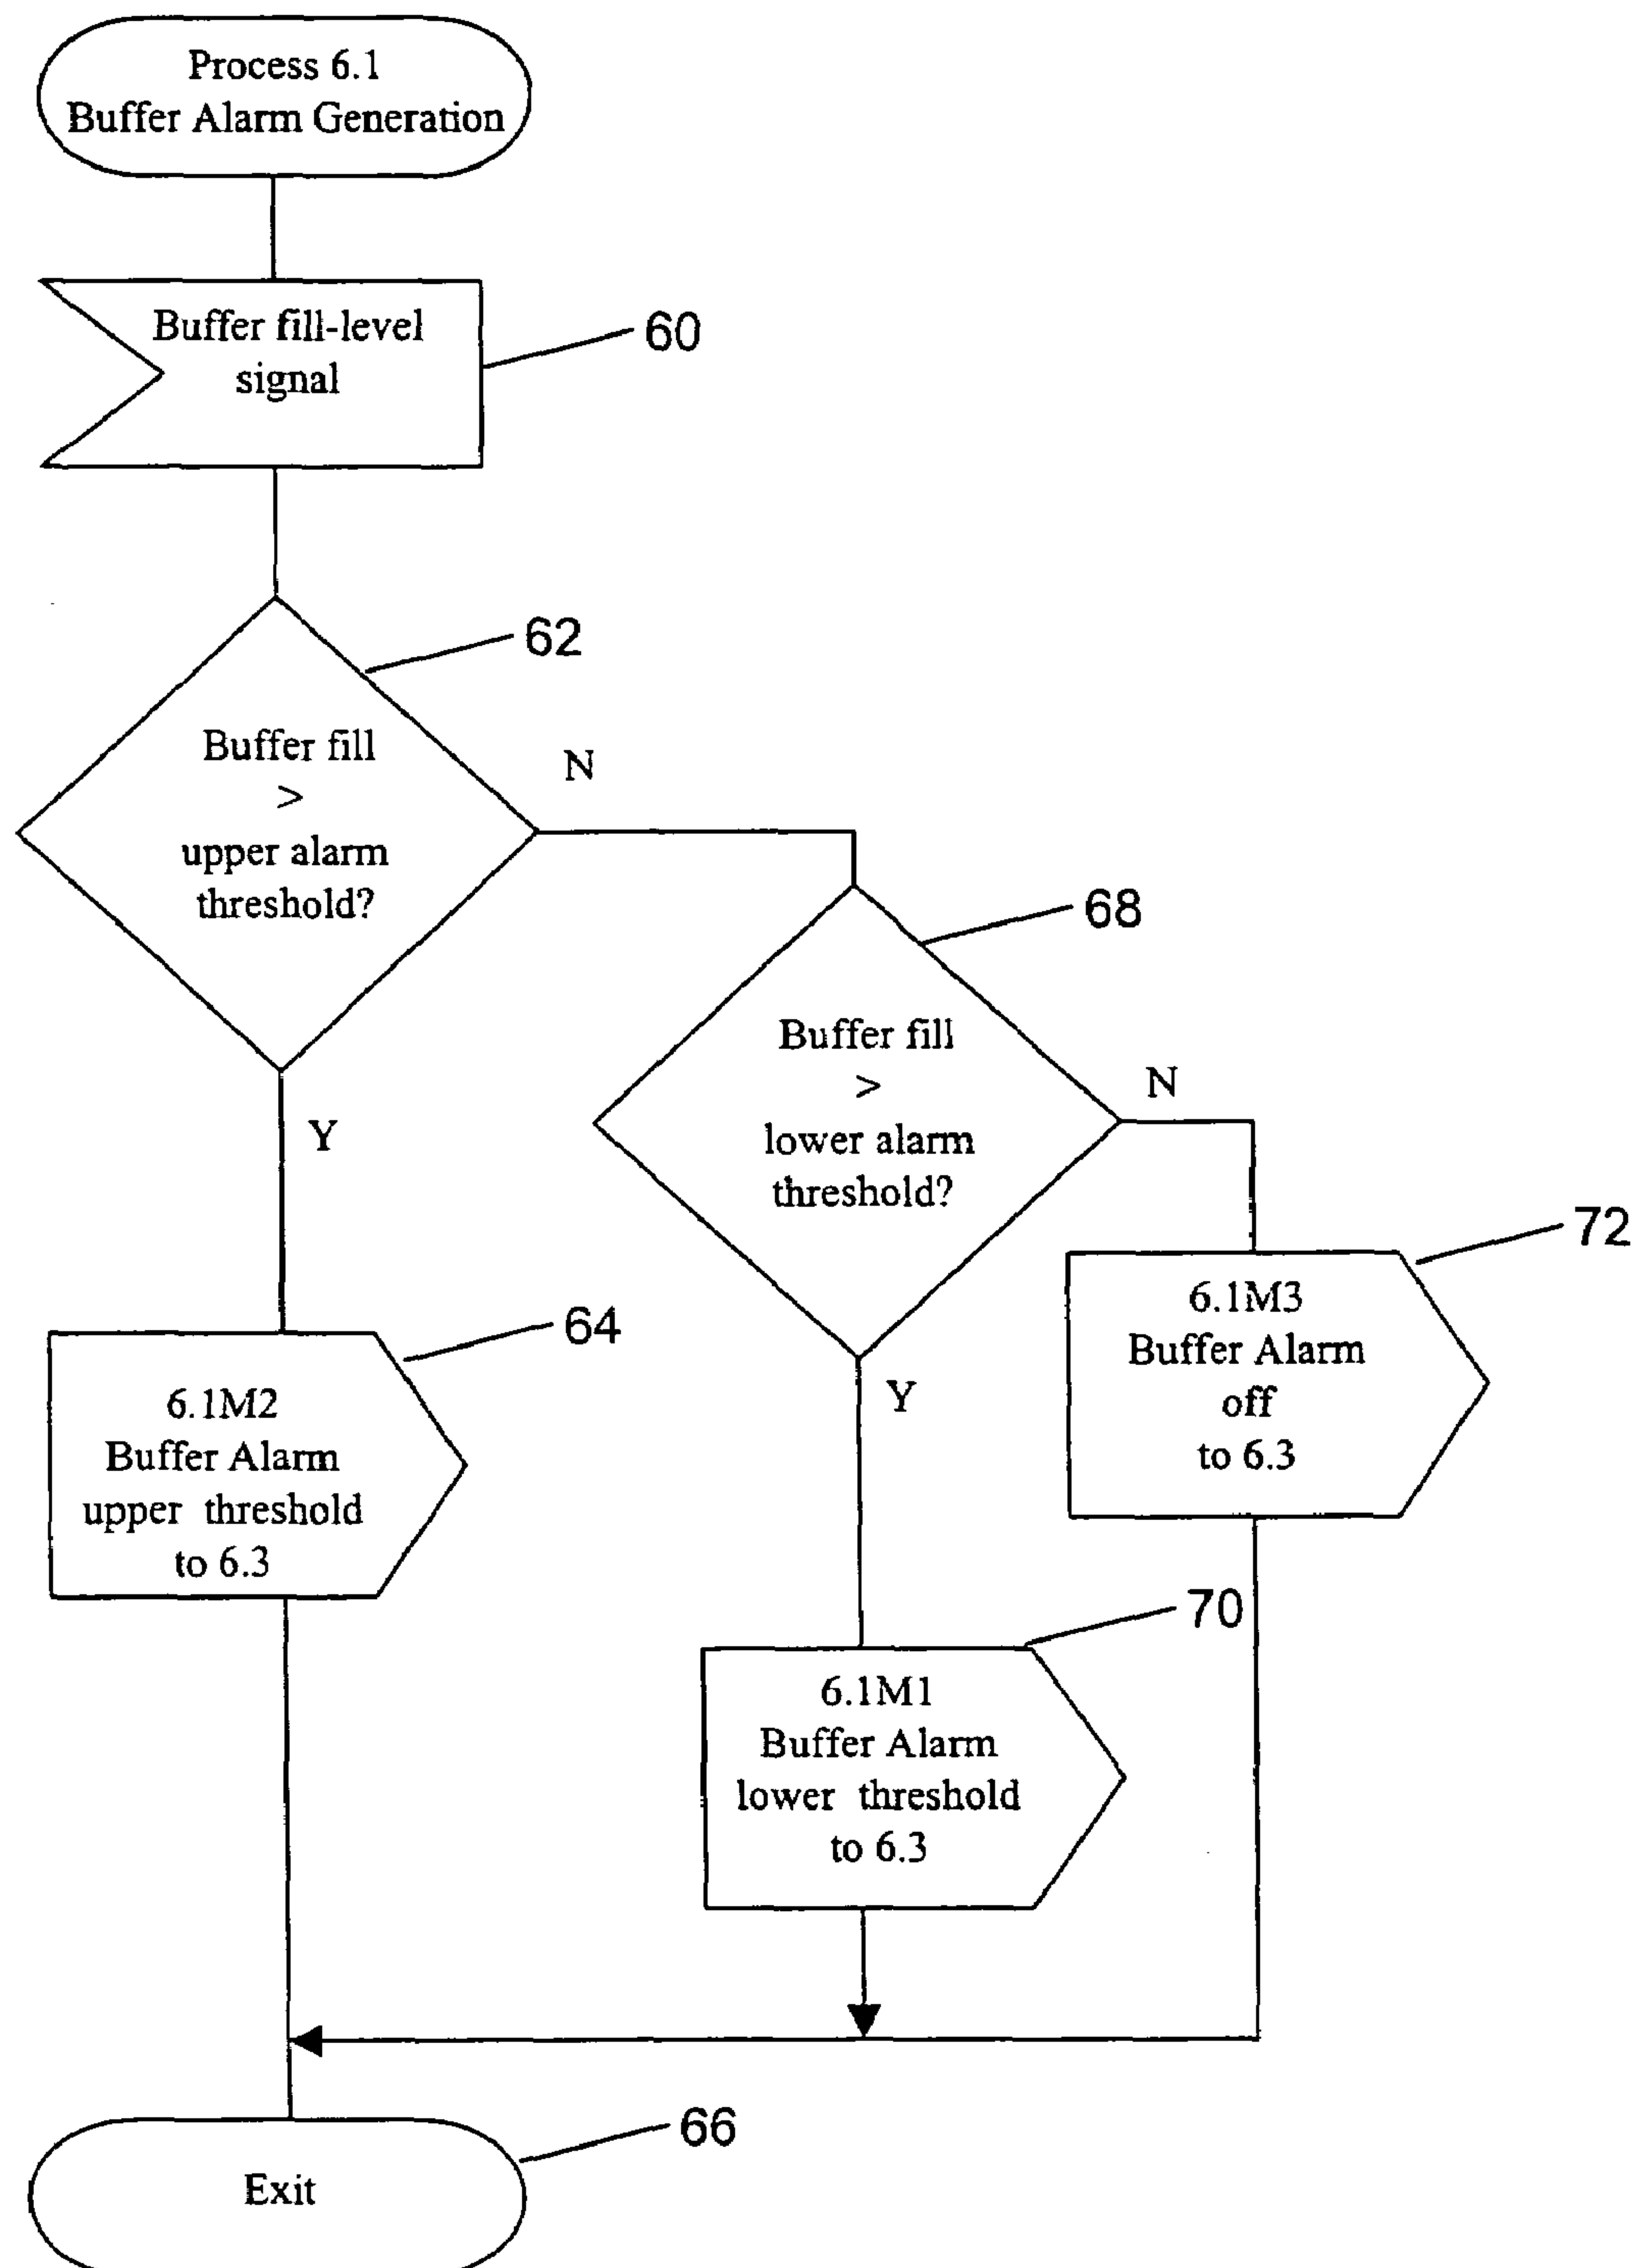 Process 6.1
Buffer Alarm Generation
Buffer fill-level
signal
60
62
Buffer fill
>
upper alarm
threshold?
N
Y
68
Buffer fill
>
lower alarm
threshold?
N
Y
72
6.1M3
Buffer Alarm
off
to 6.3
64
6.1M2
Buffer Alarm
upper threshold
to 6.3
70
6.1M1
Buffer Alarm
lower threshold
to 6.3
66
Exit